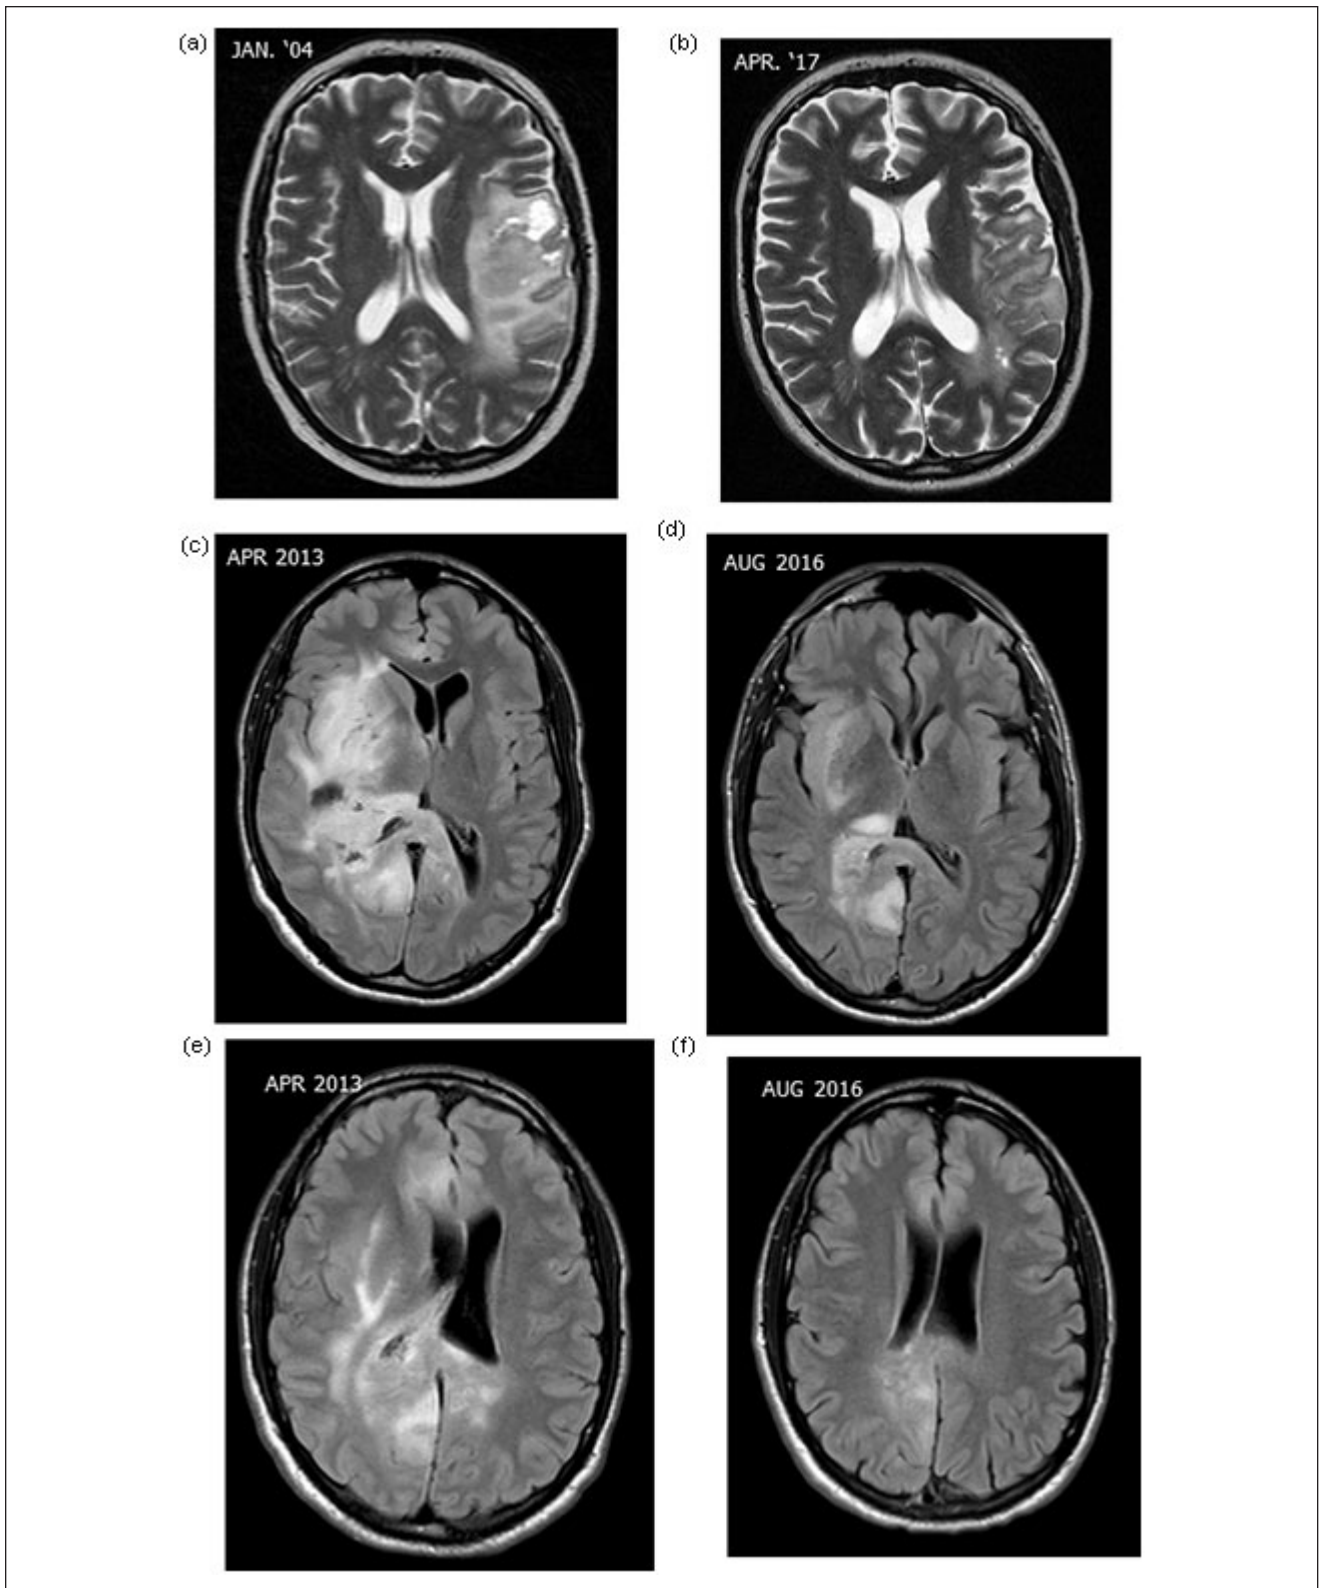 (a)
JAN. ‘04
(b)
APR. ‘17
(c)
APR 2013
(d)
AUG 2016
(e)
APR 2013
(f)
AUG 2016